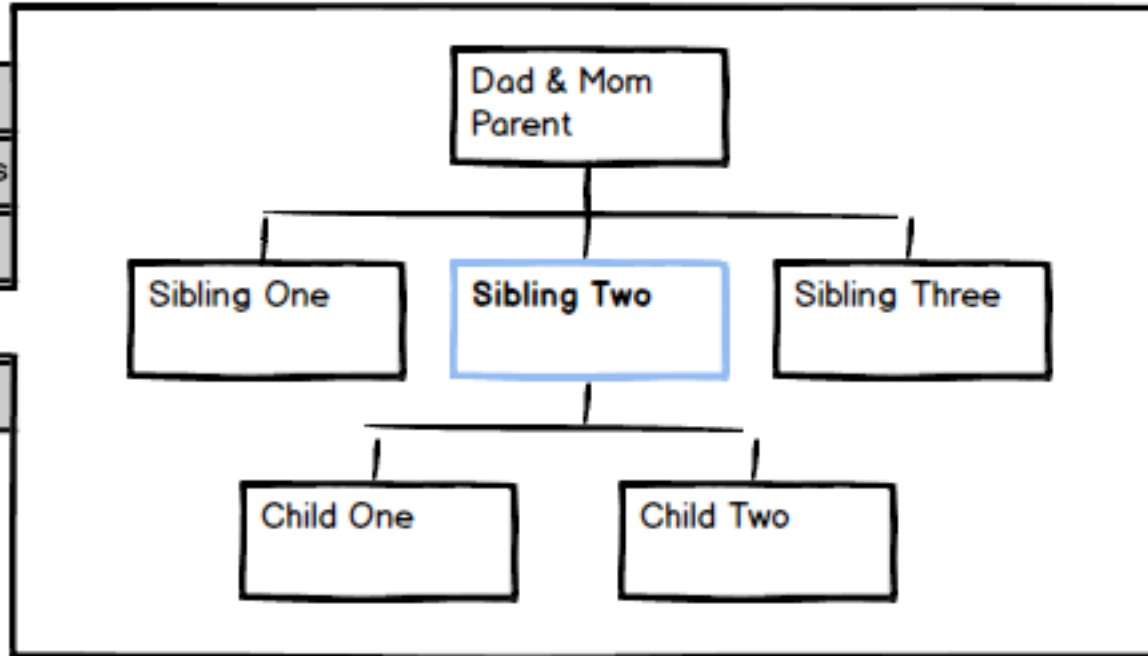 Dad & Mom
Parent
Sibling One
Sibling Two
Sibling Three
Child One
Child Two